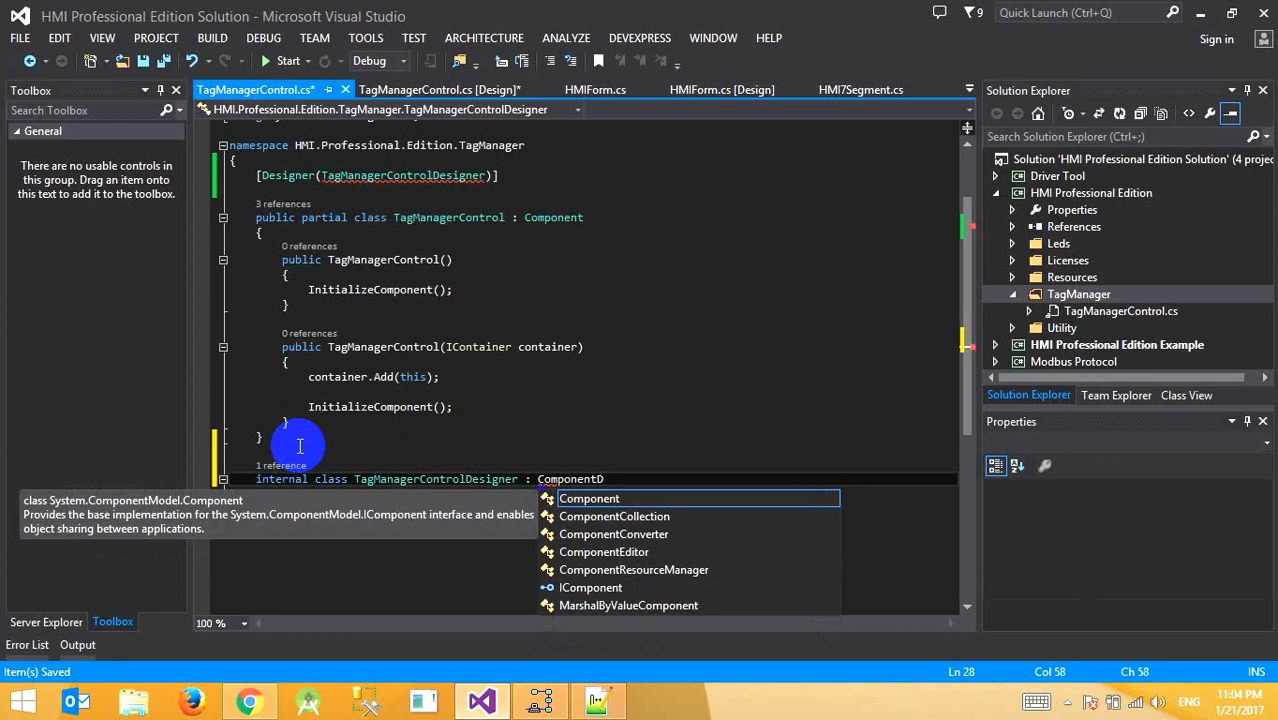 HMI Professional Edition Solution - Microsoft Visual Studio
9
Quick Launch (Ctrl+Q)
FILE EDIT VIEW PROJECT BUILD DEBUG TEAM TOOLS TEST ARCHITECTURE ANALYZE DEVEXPRESS WINDOW HELP
Sign in
Start
Debug
Toolbox
Search Toolbox
General
There are no usable controls in
this group. Drag an item onto
this text to add it to the toolbox.
Server Explorer Toolbox
TagManagerControl.cs* TagManagerControl.cs [Design]* HMIForm.cs HMIForm.cs [Design] HMI7Segment.cs
HMI.Professional.Edition.TagManager.TagManagerControlDesigner
namespace HMI.Professional.Edition.TagManager
{
[Designer(TagManagerControlDesigner)]
3 references
public partial class TagManagerControl : Component
{
0 references
public TagManagerControl()
{
InitializeComponent();
}
0 references
public TagManagerControl(IContainer container)
{
container.Add(this);
InitializeComponent();
}
}
1 reference
internal class TagManagerControlDesigner : ComponentD
class System.ComponentModel.Component
Provides the base implementation for the System.ComponentModel.IComponent interface and enables
object sharing between applications.
Component
ComponentCollection
ComponentConverter
ComponentEditor
ComponentResourceManager
IComponent
MarshalByValueComponent
100 %
Solution Explorer
Search Solution Explorer (Ctrl+;)
Solution 'HMI Professional Edition Solution' (4 projec
Driver Tool
HMI Professional Edition
Properties
References
Leds
Licenses
Resources
TagManager
TagManagerControl.cs
Utility
HMI Professional Edition Example
Modbus Protocol
Solution Explorer Team Explorer Class View
Properties
Error List Output
Item(s) Saved
Ln 28 Col 58 Ch 58 INS
ENG
11:04 PM
1/21/2017